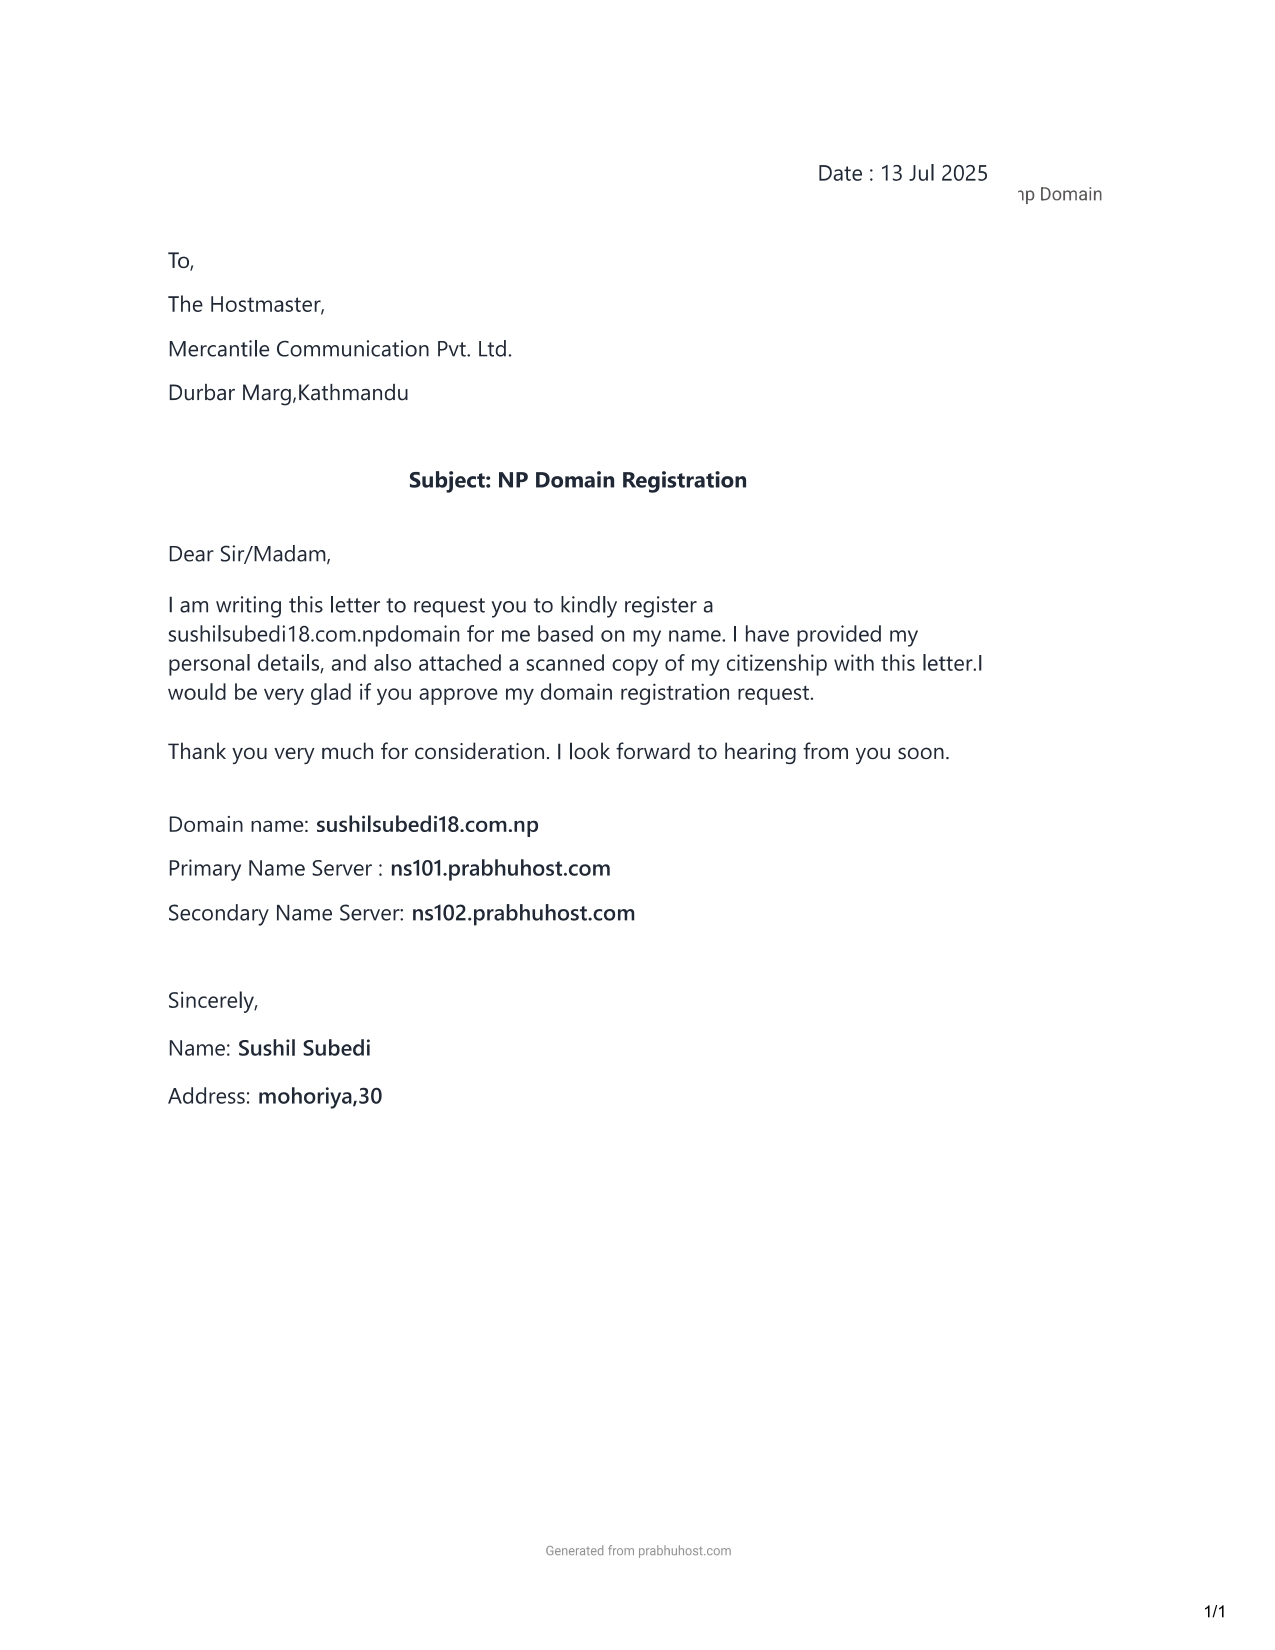 Date : 13 Jul 2025
np Domain
To,
The Hostmaster,
Mercantile Communication Pvt. Ltd.
Durbar Marg,Kathmandu
Subject: NP Domain Registration
Dear Sir/Madam,
I am writing this letter to request you to kindly register a
sushilsubedi18.com.npdomain for me based on my name. I have provided my
personal details, and also attached a scanned copy of my citizenship with this letter.I
would be very glad if you approve my domain registration request.
Thank you very much for consideration. I look forward to hearing from you soon.
Domain name: sushilsubedi18.com.np
Primary Name Server : ns101.prabhuhost.com
Secondary Name Server: ns102.prabhuhost.com
Sincerely,
Name: Sushil Subedi
Address: mohoriya,30
Generated from prabhuhost.com
1/1